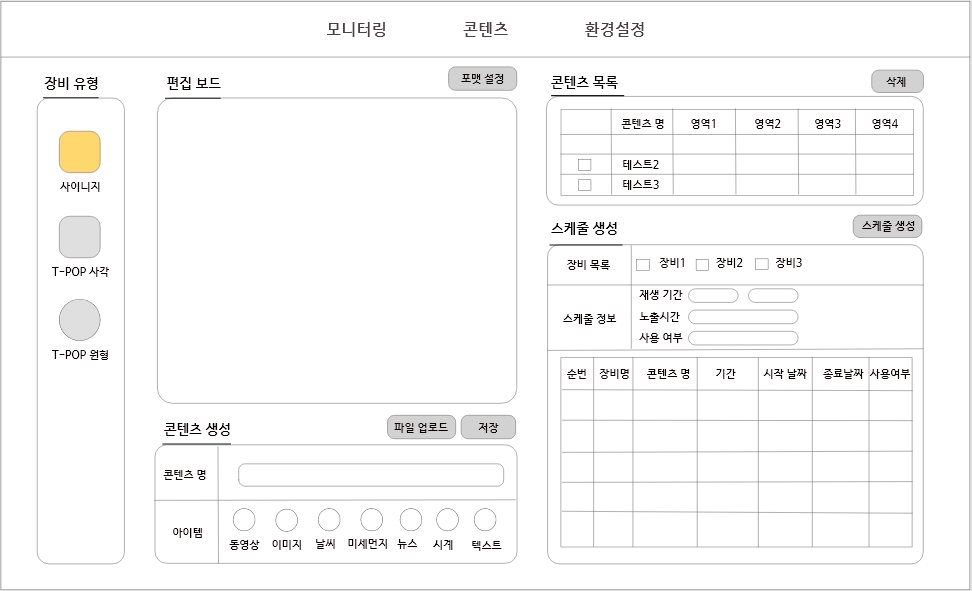 모니터링 콘텐츠 환경설정
장비 유형
사이니지
T-POP 사각
T-POP 원형
편집 보드 포맷 설정
콘텐츠 생성 파일 업로드 저장
콘텐츠 명
아이템
동영상 이미지 날씨 미세먼지 뉴스 시계 텍스트
콘텐츠 목록 삭제
콘텐츠 명 영역1 영역2 영역3 영역4
테스트2
테스트3
스케줄 생성 스케줄 생성
장비 목록 장비1 장비2 장비3
스케줄 정보
재생 기간
노출시간
사용 여부
순번 장비명 콘텐츠 명 기간 시작 날짜 종료날짜 사용여부